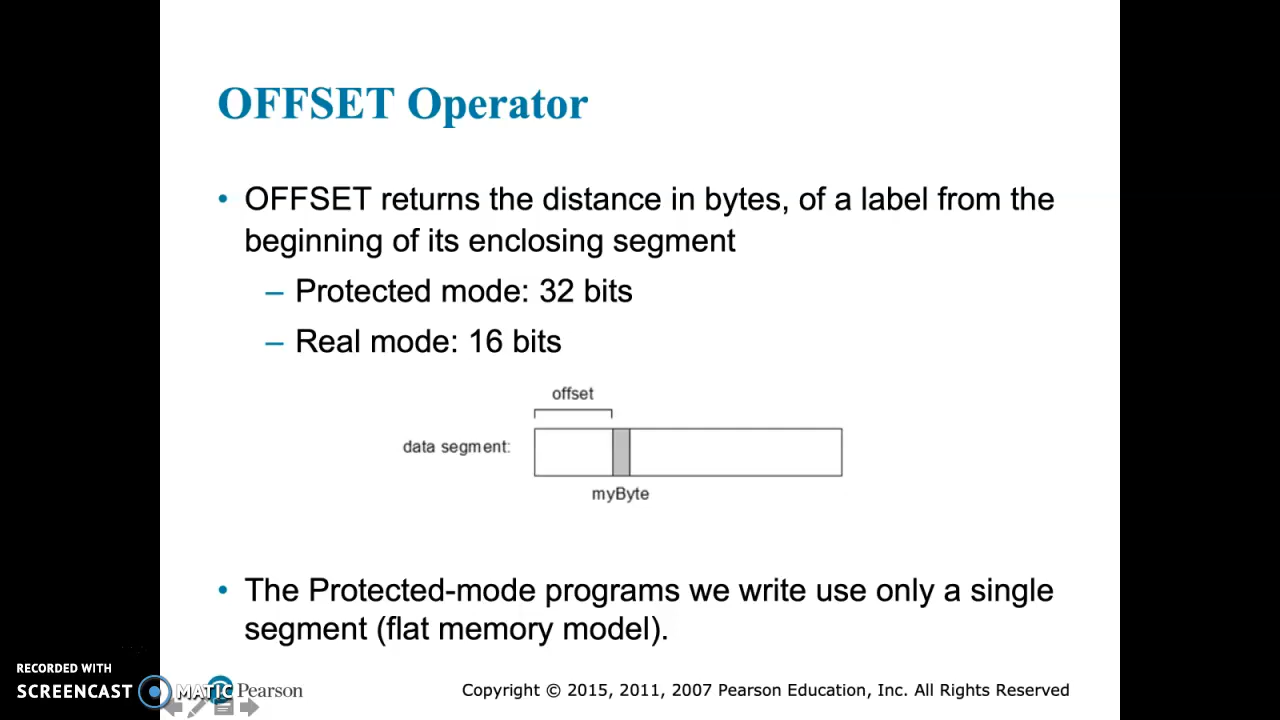 OFFSET Operator
• OFFSET returns the distance in bytes, of a label from the
beginning of its enclosing segment
– Protected mode: 32 bits
– Real mode: 16 bits
offset
data segment:
myByte
• The Protected-mode programs we write use only a single
segment (flat memory model).
RECORDED WITH
SCREENCAST MATIC
Pearson
Copyright © 2015, 2011, 2007 Pearson Education, Inc. All Rights Reserved